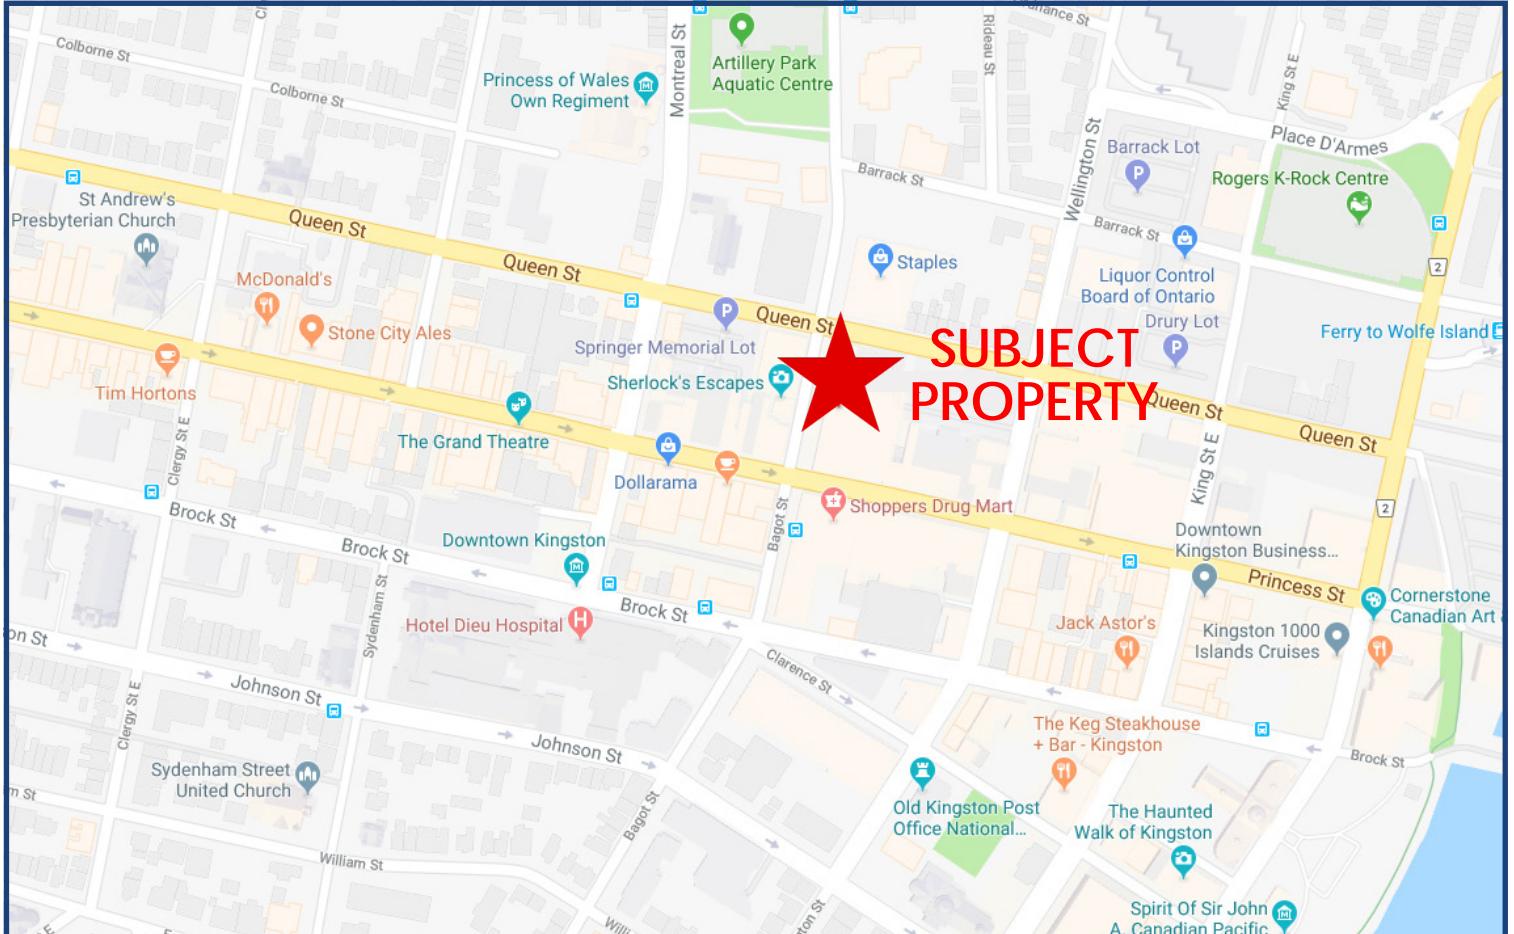 Colborne St
Colborne St
Princess of Wales
Own Regiment
Montreal St
Artillery Park
Aquatic Centre
Rideau St
King St E
Place D'Armes
Wellington St
Barrack Lot
Rogers K-Rock Centre
Barrack St
Barrack St
St Andrew's
Presbyterian Church
Queen St
Queen St
Queen St
Queen St
Queen St
McDonald's
Stone City Ales
Tim Hortons
Staples
Liquor Control
Board of Ontario
Drury Lot
2
Ferry to Wolfe Island
Springer Memorial Lot
Sherlock's Escapes
SUBJECT
PROPERTY
The Grand Theatre
Dollarama
Clergy St E
King St E
Shoppers Drug Mart
Bagot St
2
Brock St
Brock St
Brock St
Downtown Kingston
Downtown
Kingston Business...
Princess St
Cornerstone
Canadian Art
Hotel Dieu Hospital
Sydenham St
Jack Astor's
Kingston 1000
Islands Cruises
on St
Johnson St
Johnson St
Clergy St E
Clarence St
The Keg Steakhouse
+ Bar - Kingston
Brock St
Sydenham Street
United Church
m St
Bagot St
Old Kingston Post
Office National...
The Haunted
Walk of Kingston
William St
Spirit Of Sir John
A. Canadian Pacific